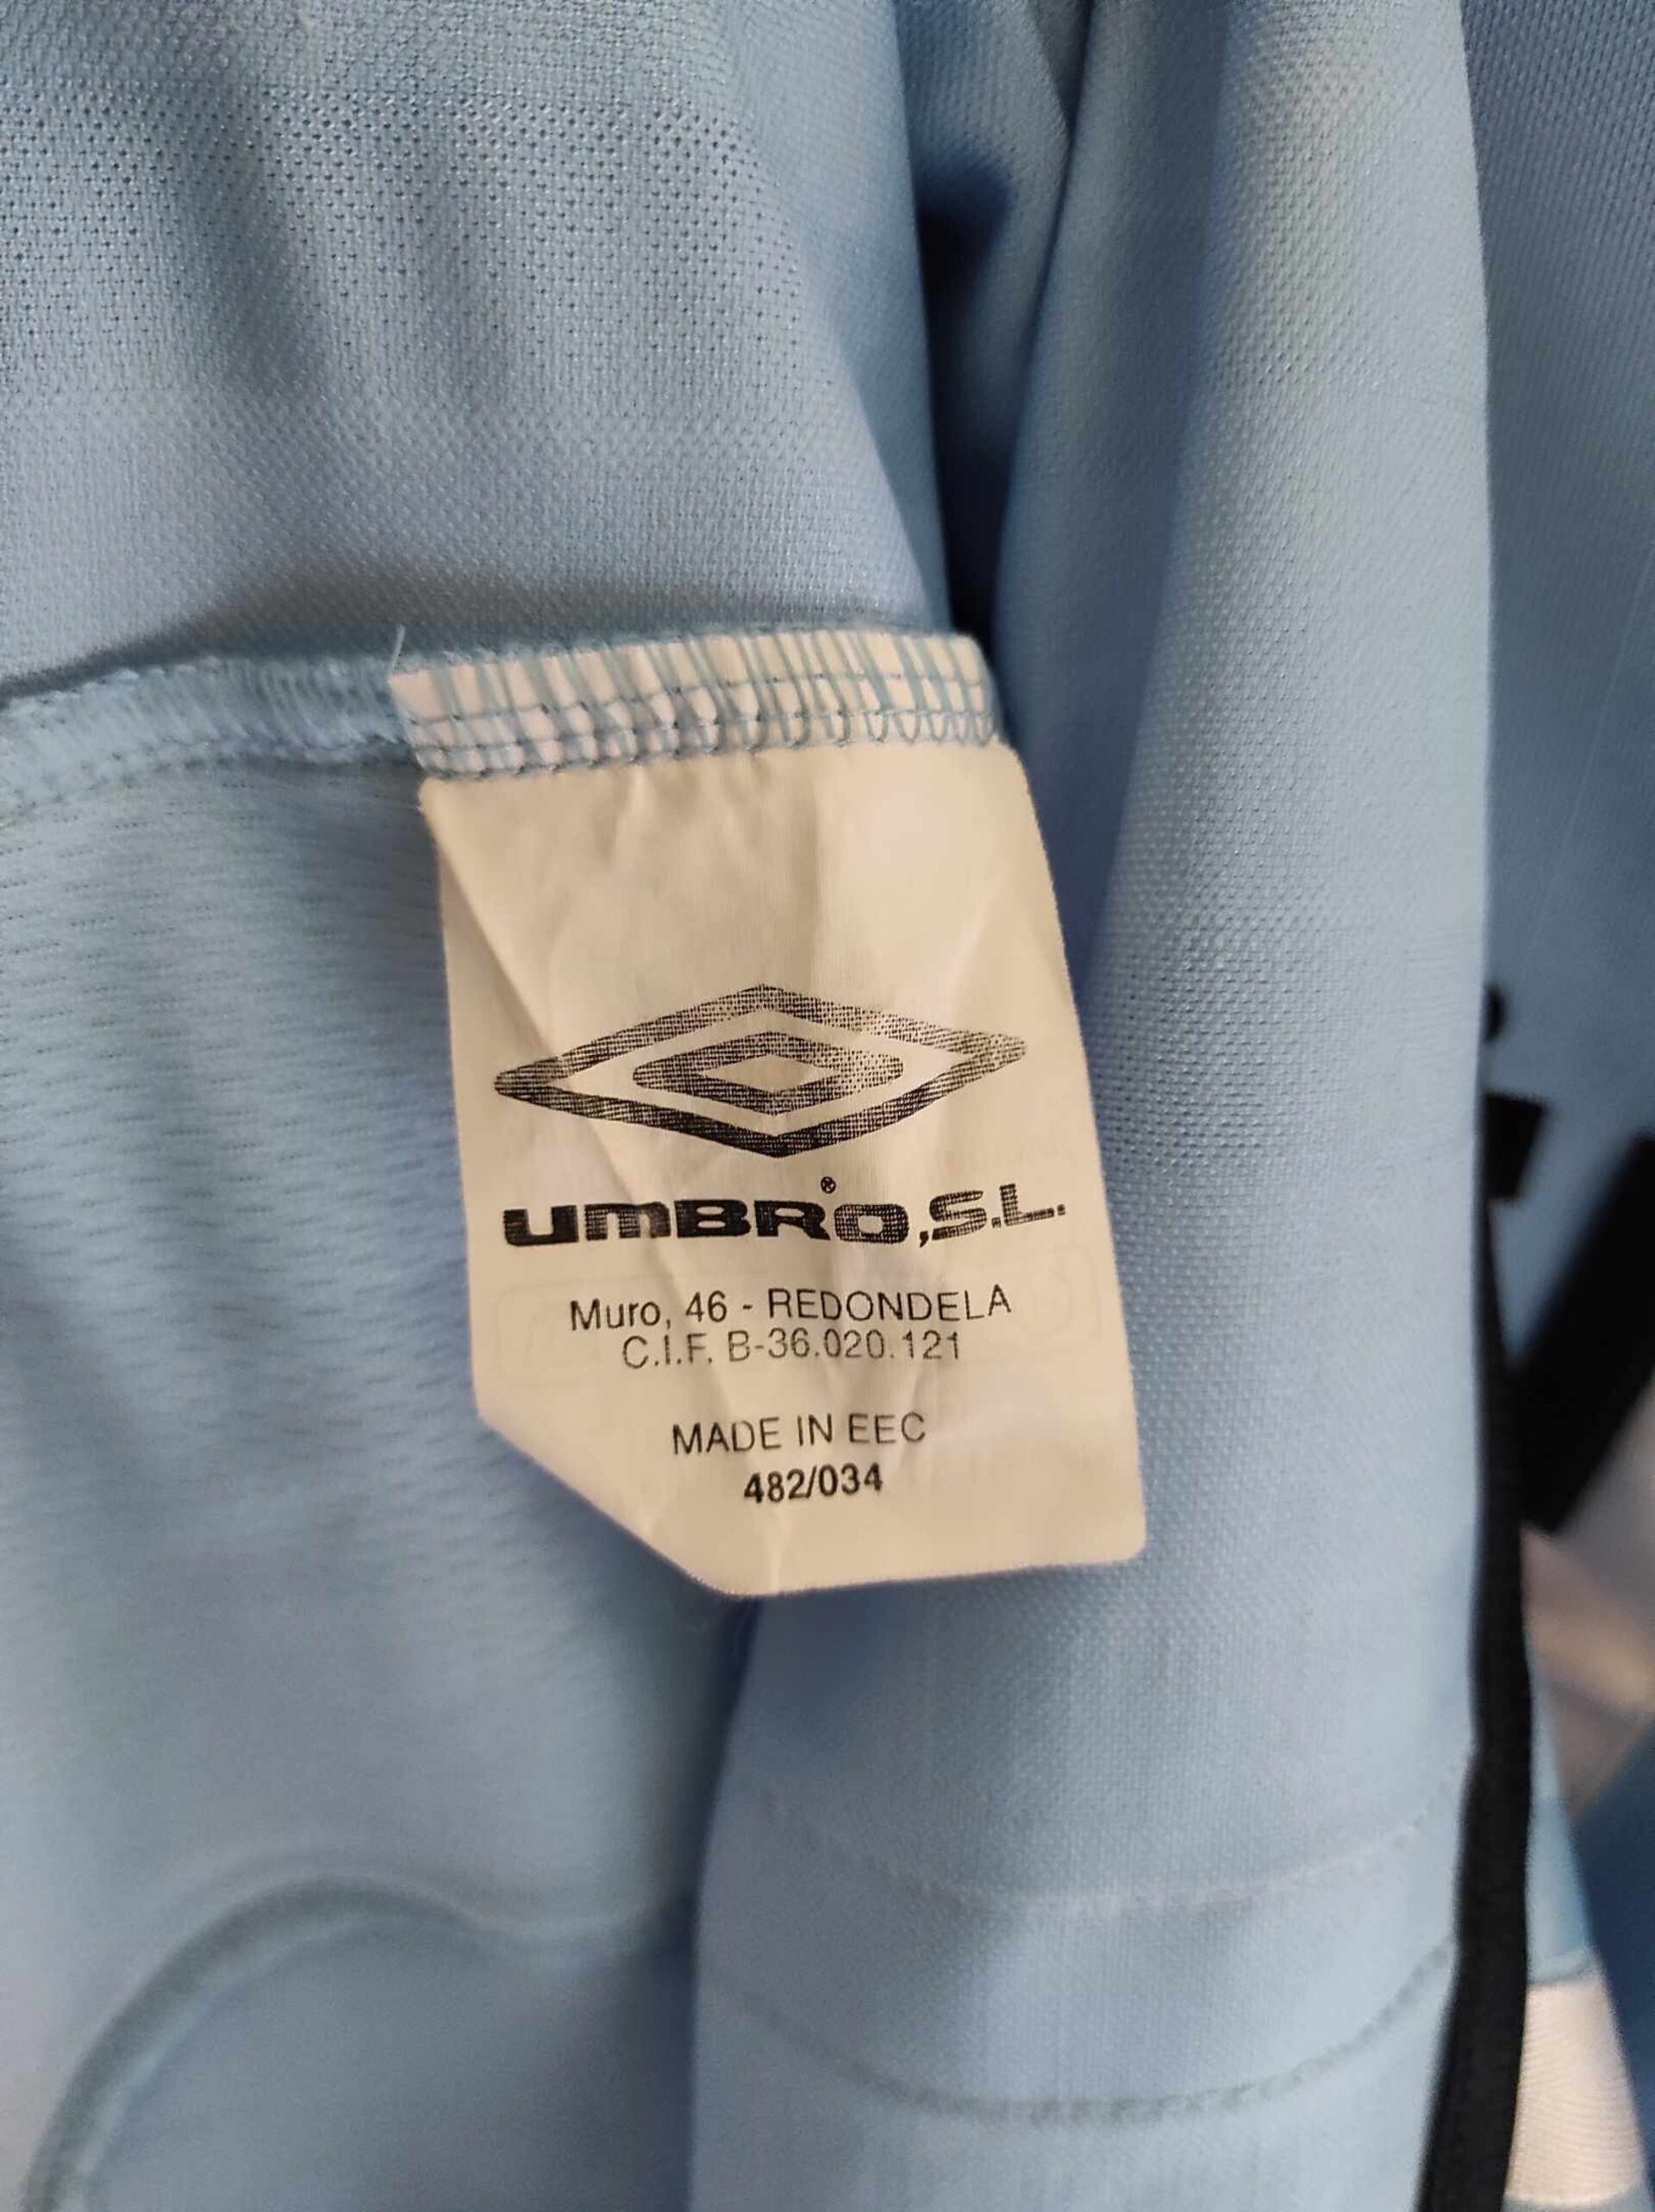 umBRO®,S.L.
Muro, 46 - REDONDELA
C.I.F. B-36.020.121
MADE IN EEC
482/034